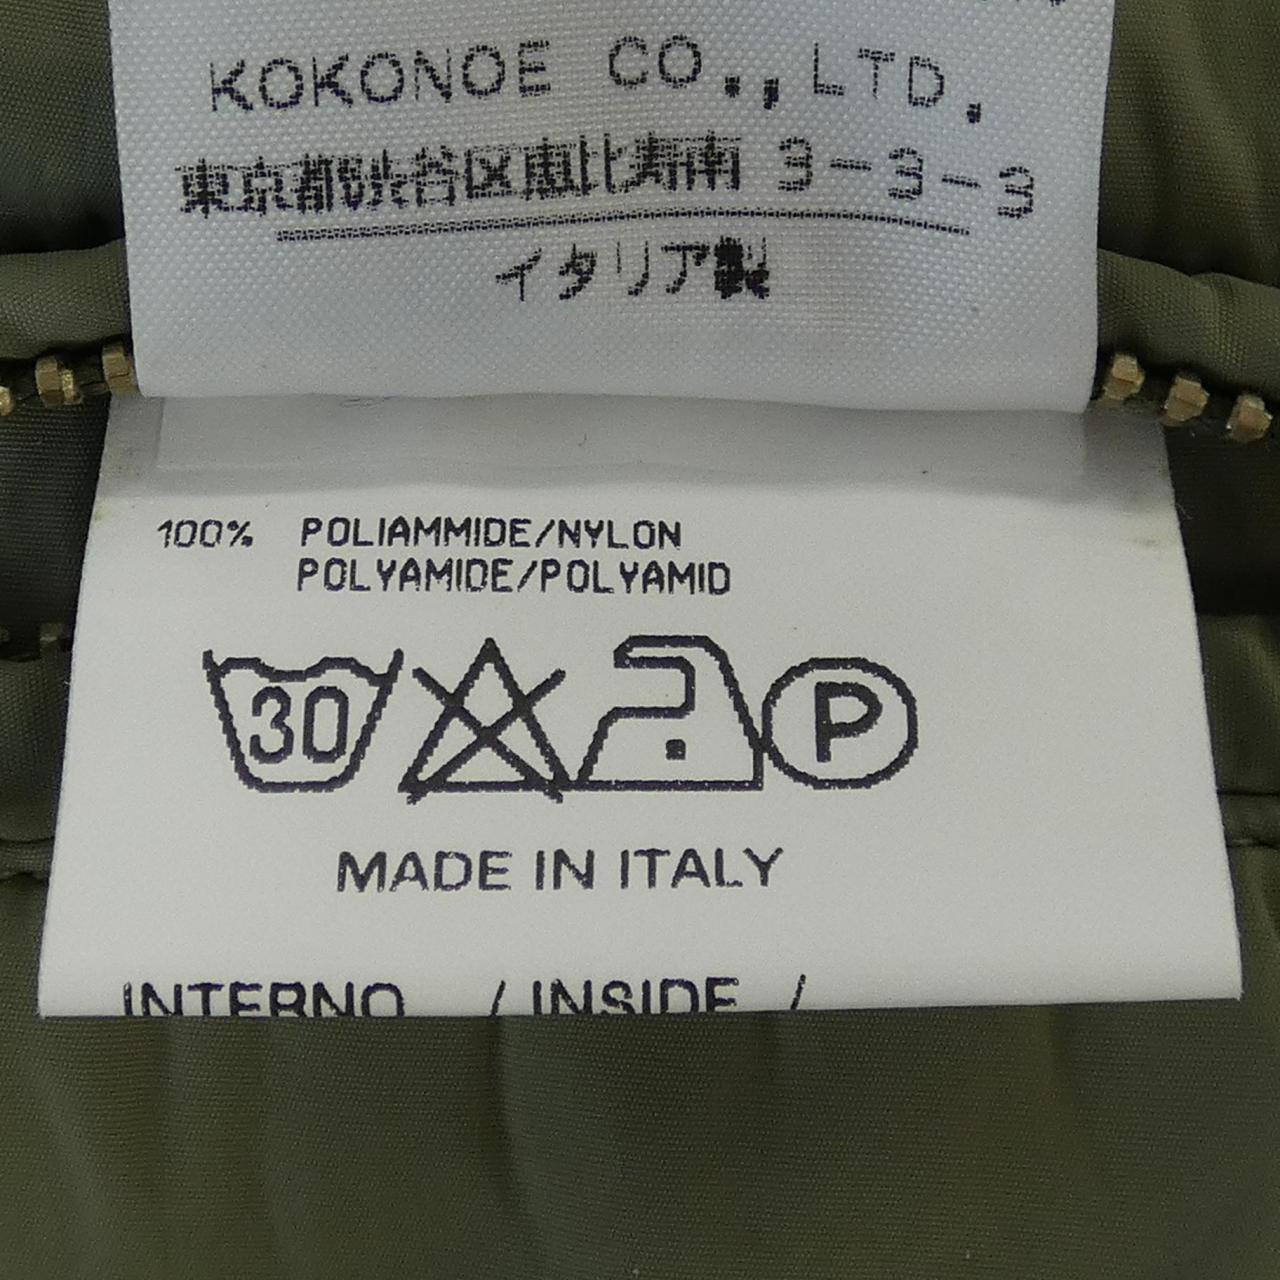 KOKONOE CO., LTD.
東京都渋谷区恵比寿南 3-3-3
イタリア製
100% POLIAMMIDE/NYLON
POLYAMIDE/POLYAMID
30 P
MADE IN ITALY
INTERNO / INSIDE /